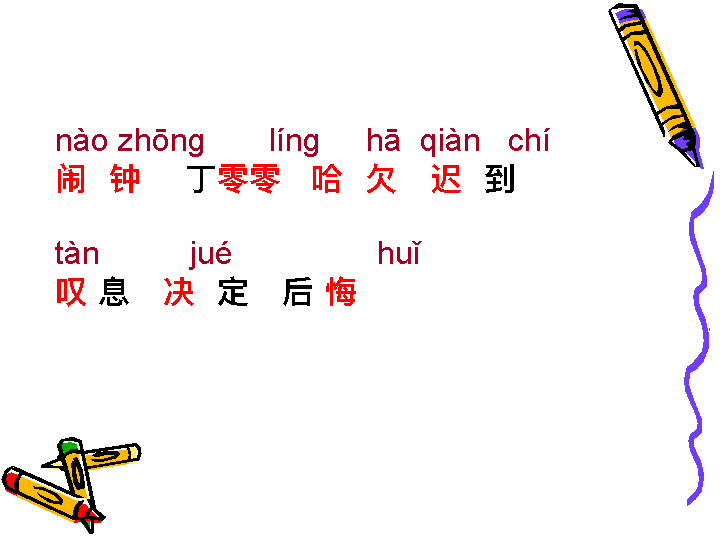 nào zhōng líng hā qiàn chí
闹 钟 丁零零 哈 欠 迟 到
tàn jué huǐ
叹 息 决 定 后 悔